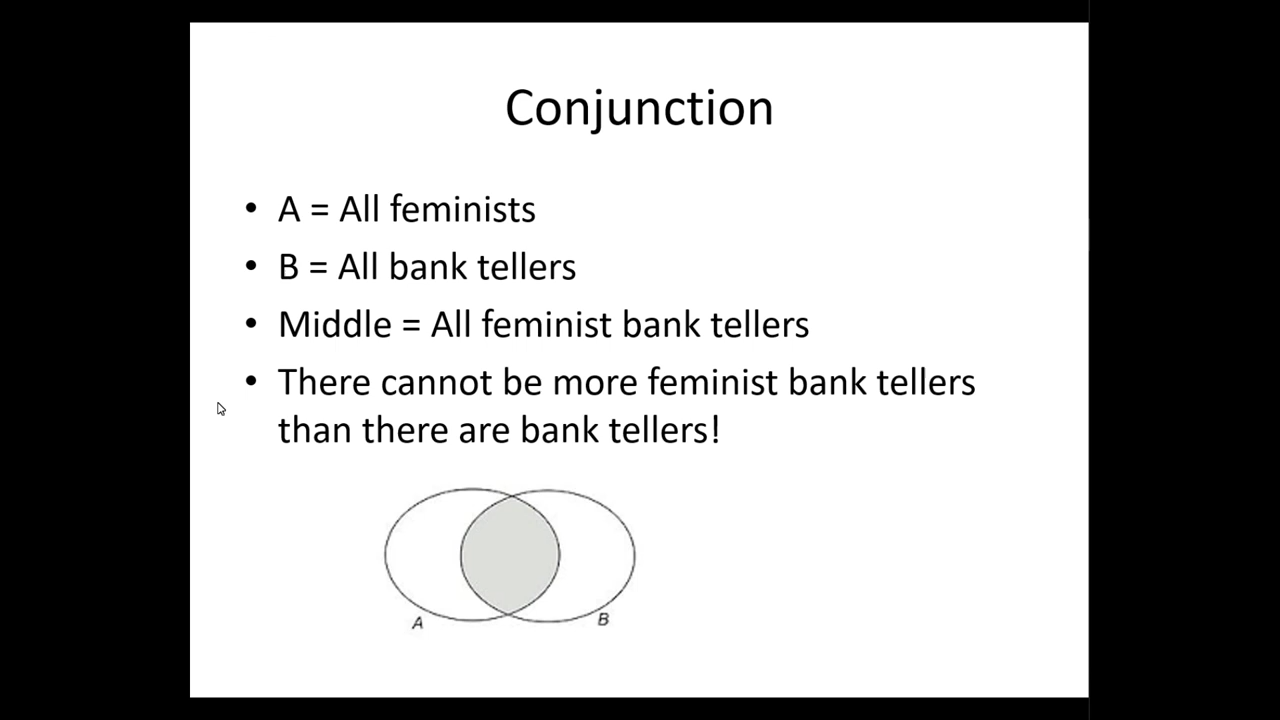 Conjunction
• A = All feminists
• B = All bank tellers
• Middle = All feminist bank tellers
• There cannot be more feminist bank tellers
than there are bank tellers!
A
B